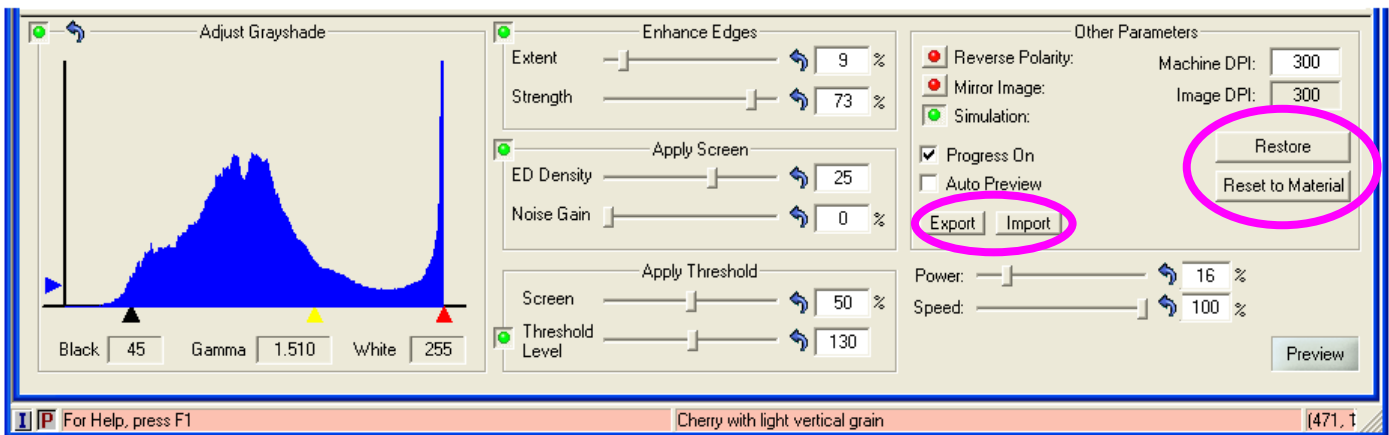 Adjust Grayshade
Black 45 Gamma 1.510 White 255
Enhance Edges
Extent 9 %
Strength 73 %
Apply Screen
ED Density 25
Noise Gain 0 %
Apply Threshold
Screen 50 %
Threshold
Level 130
Other Parameters
Reverse Polarity:
Mirror Image:
Simulation:
Machine DPI: 300
Image DPI: 300
Progress On
Auto Preview
Restore
Reset to Material
Export Import
Power: 16 %
Speed: 100 %
Preview
I P For Help, press F1 Cherry with light vertical grain (471,